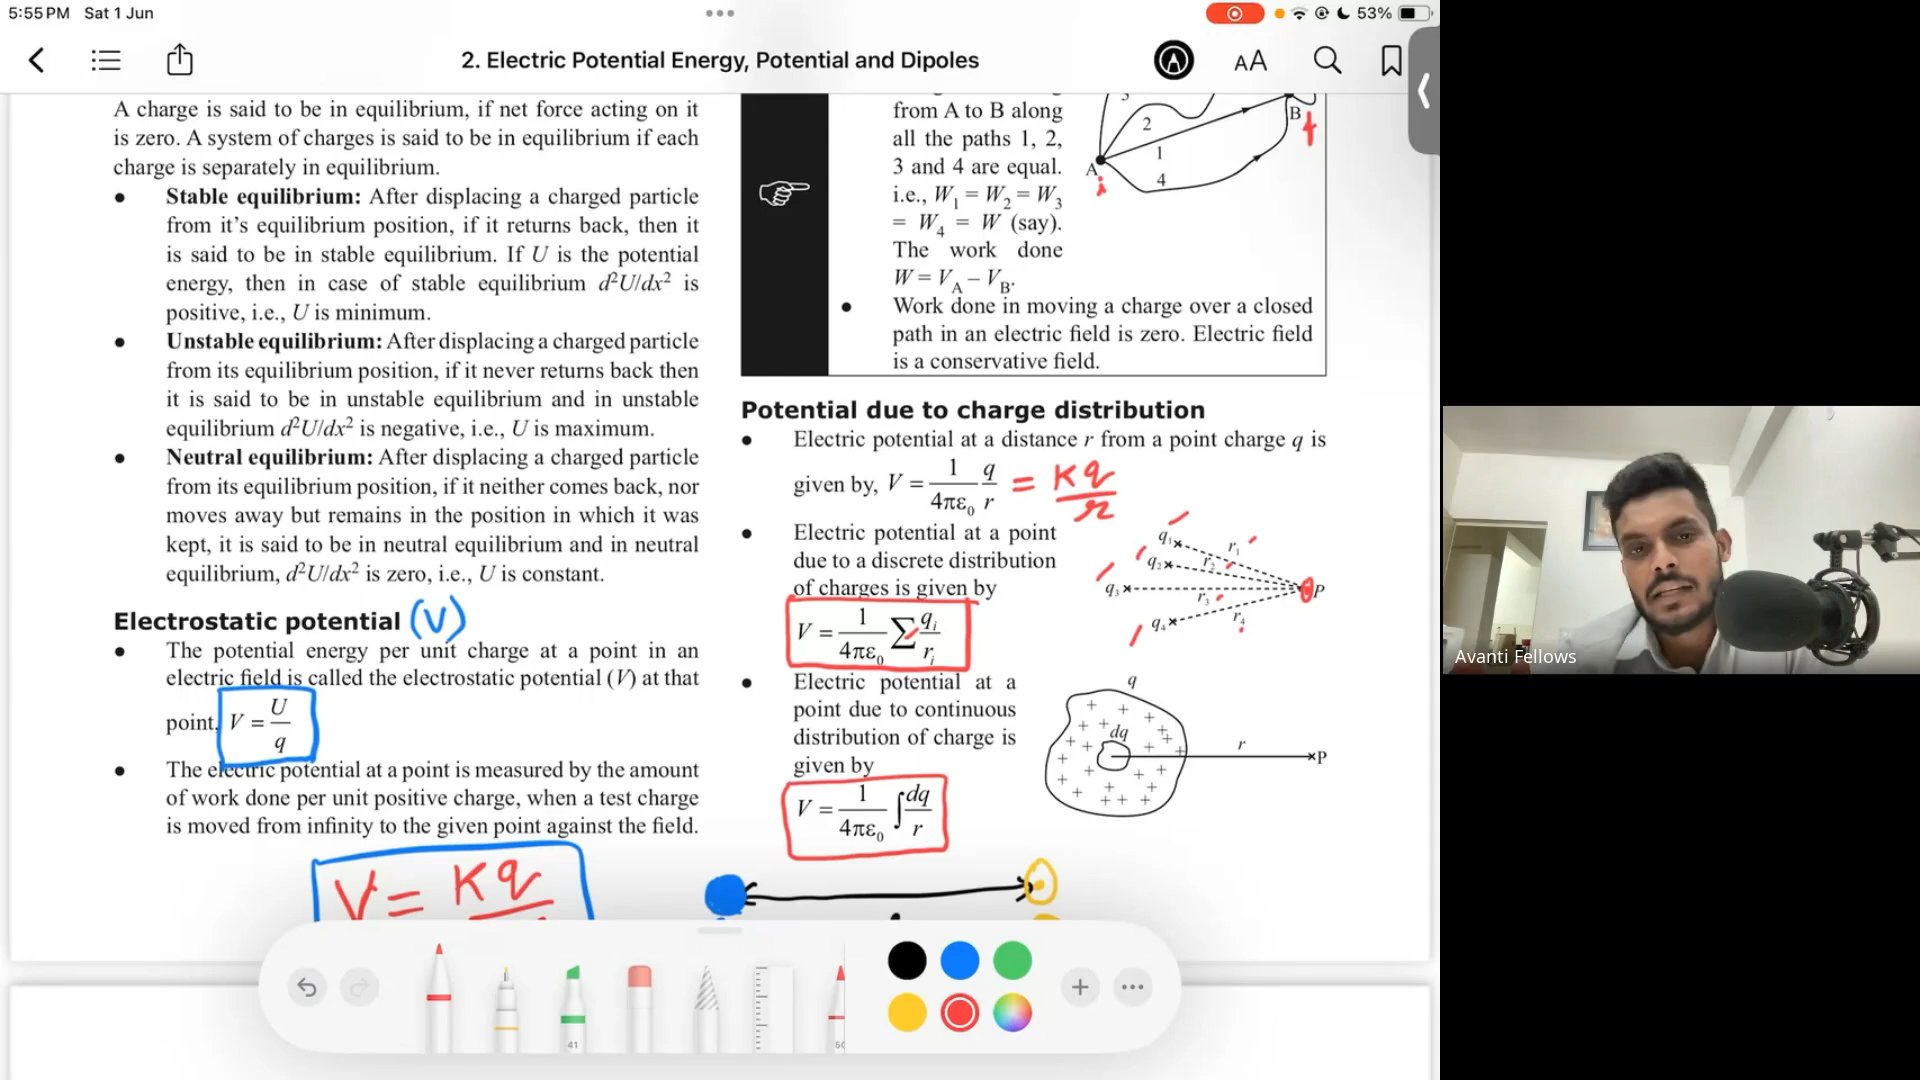 5:55 PM Sat 1 Jun
53%
2. Electric Potential Energy, Potential and Dipoles
AA
A charge is said to be in equilibrium, if net force acting on it
is zero. A system of charges is said to be in equilibrium if each
charge is separately in equilibrium.
• Stable equilibrium: After displacing a charged particle
from it’s equilibrium position, if it returns back, then it
is said to be in stable equilibrium. If U is the potential
energy, then in case of stable equilibrium d²U/dx² is
positive, i.e., U is minimum.
• Unstable equilibrium: After displacing a charged particle
from its equilibrium position, if it never returns back then
it is said to be in unstable equilibrium and in unstable
equilibrium d²U/dx² is negative, i.e., U is maximum.
• Neutral equilibrium: After displacing a charged particle
from its equilibrium position, if it neither comes back, nor
moves away but remains in the position in which it was
kept, it is said to be in neutral equilibrium and in neutral
equilibrium, d²U/dx² is zero, i.e., U is constant.
Electrostatic potential (V)
• The potential energy per unit charge at a point in an
electric field is called the electrostatic potential (V) at that
point, V = U/q
• The electric potential at a point is measured by the amount
of work done per unit positive charge, when a test charge
is moved from infinity to the given point against the field.
V = Kq
from A to B along
all the paths 1, 2,
3 and 4 are equal.
i.e., W₁ = W₂ = W₃
= W₄ = W (say).
The work done
W = V_A – V_B.
3
2
1
4
A
B
i
f
• Work done in moving a charge over a closed
path in an electric field is zero. Electric field
is a conservative field.
Potential due to charge distribution
• Electric potential at a distance r from a point charge q is
given by, V = 1/4πε₀ q/r = Kq/r
• Electric potential at a point
due to a discrete distribution
of charges is given by
V = 1/4πε₀ ∑ qᵢ/rᵢ
q₁ r₁
q₂ r₂
q₃ r₃
q₄ r₄
P
• Electric potential at a
point due to continuous
distribution of charge is
given by
V = 1/4πε₀ ∫ dq/r
q
dq
r
P
Avanti Fellows
41